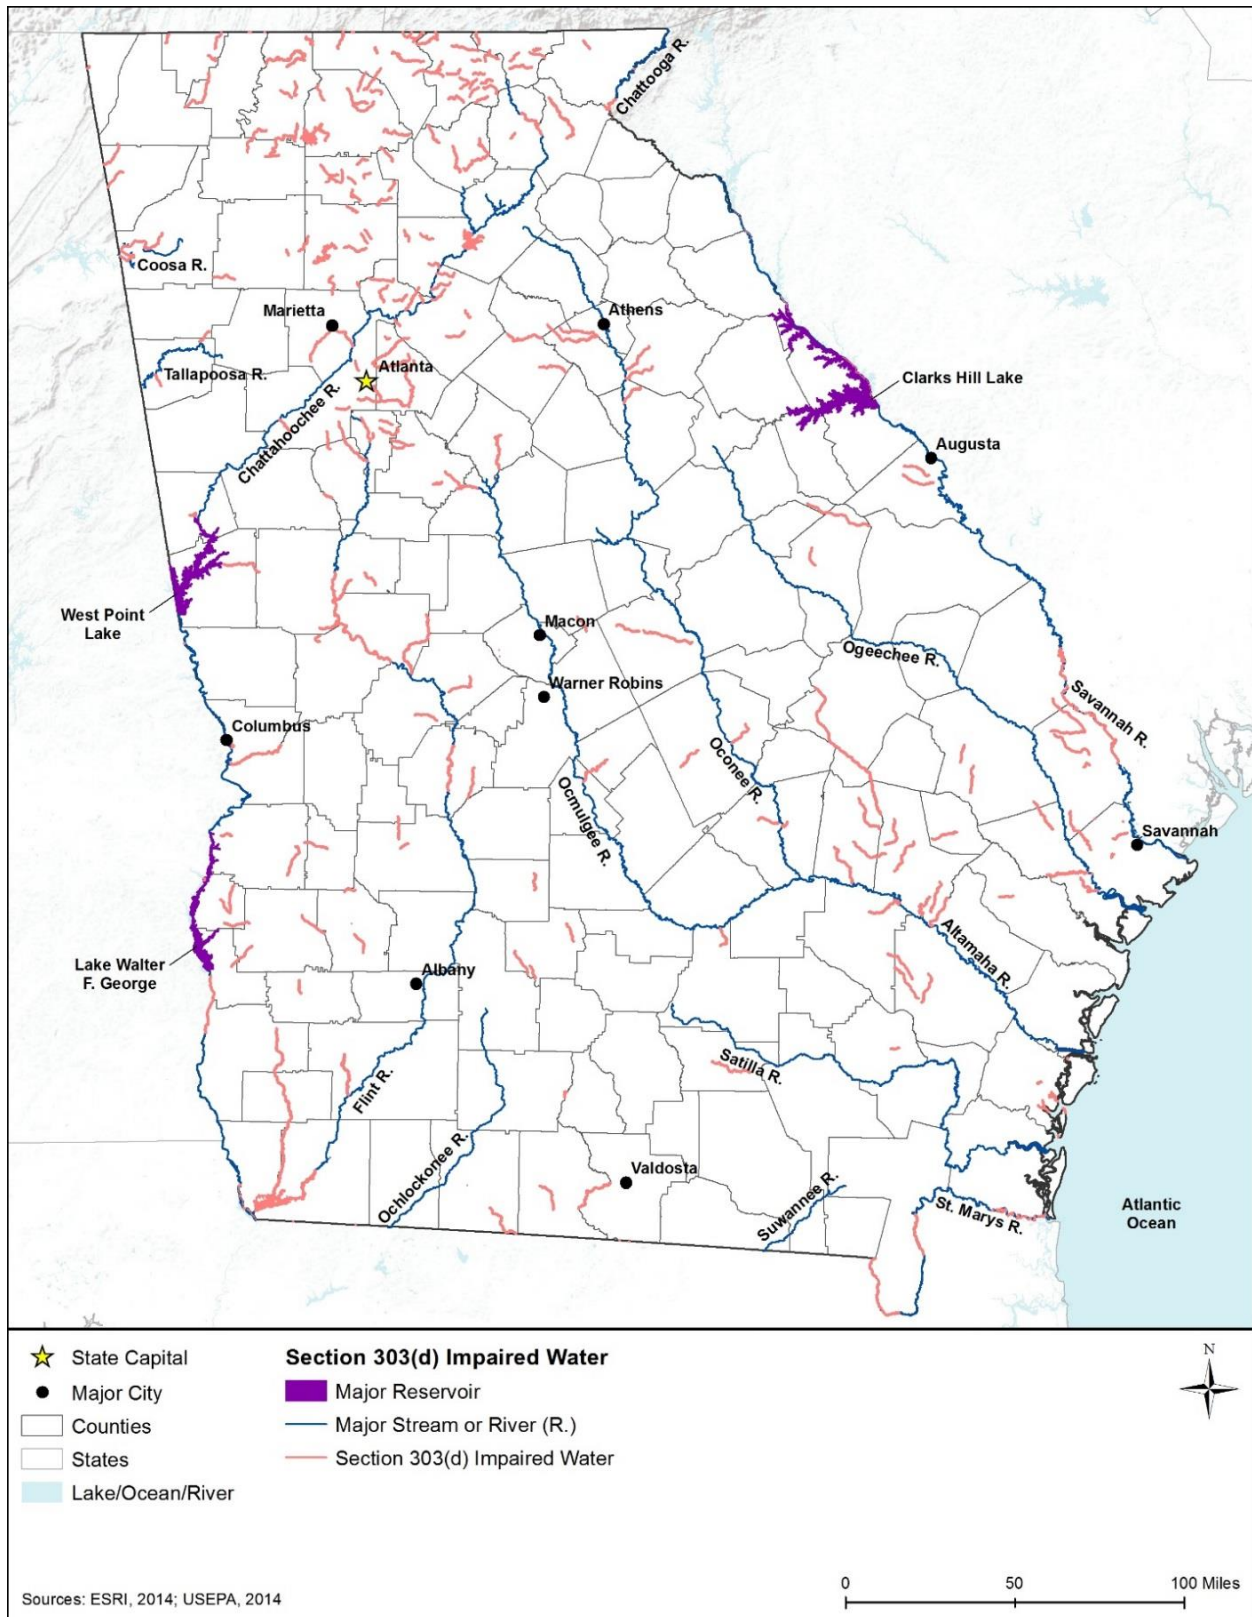 Chattooga R.
Coosa R.
Marietta
Athens
Tallapoosa R.
Atlanta
Clarks Hill Lake
Chattahoochee R.
Augusta
West Point
Lake
Macon
Ogeechee R.
Warner Robins
Savannah R.
Columbus
Oconee R.
Ocmulgee R.
Savannah
Lake Walter
F. George
Albany
Altamaha R.
Satilla R.
Flint R.
Ochlockonee R.
Valdosta
Suwannee R.
St. Marys R.
Atlantic
Ocean
State Capital
Major City
Counties
States
Lake/Ocean/River
Section 303(d) Impaired Water
Major Reservoir
Major Stream or River (R.)
Section 303(d) Impaired Water
N
Sources: ESRI, 2014; USEPA, 2014
0 50 100 Miles